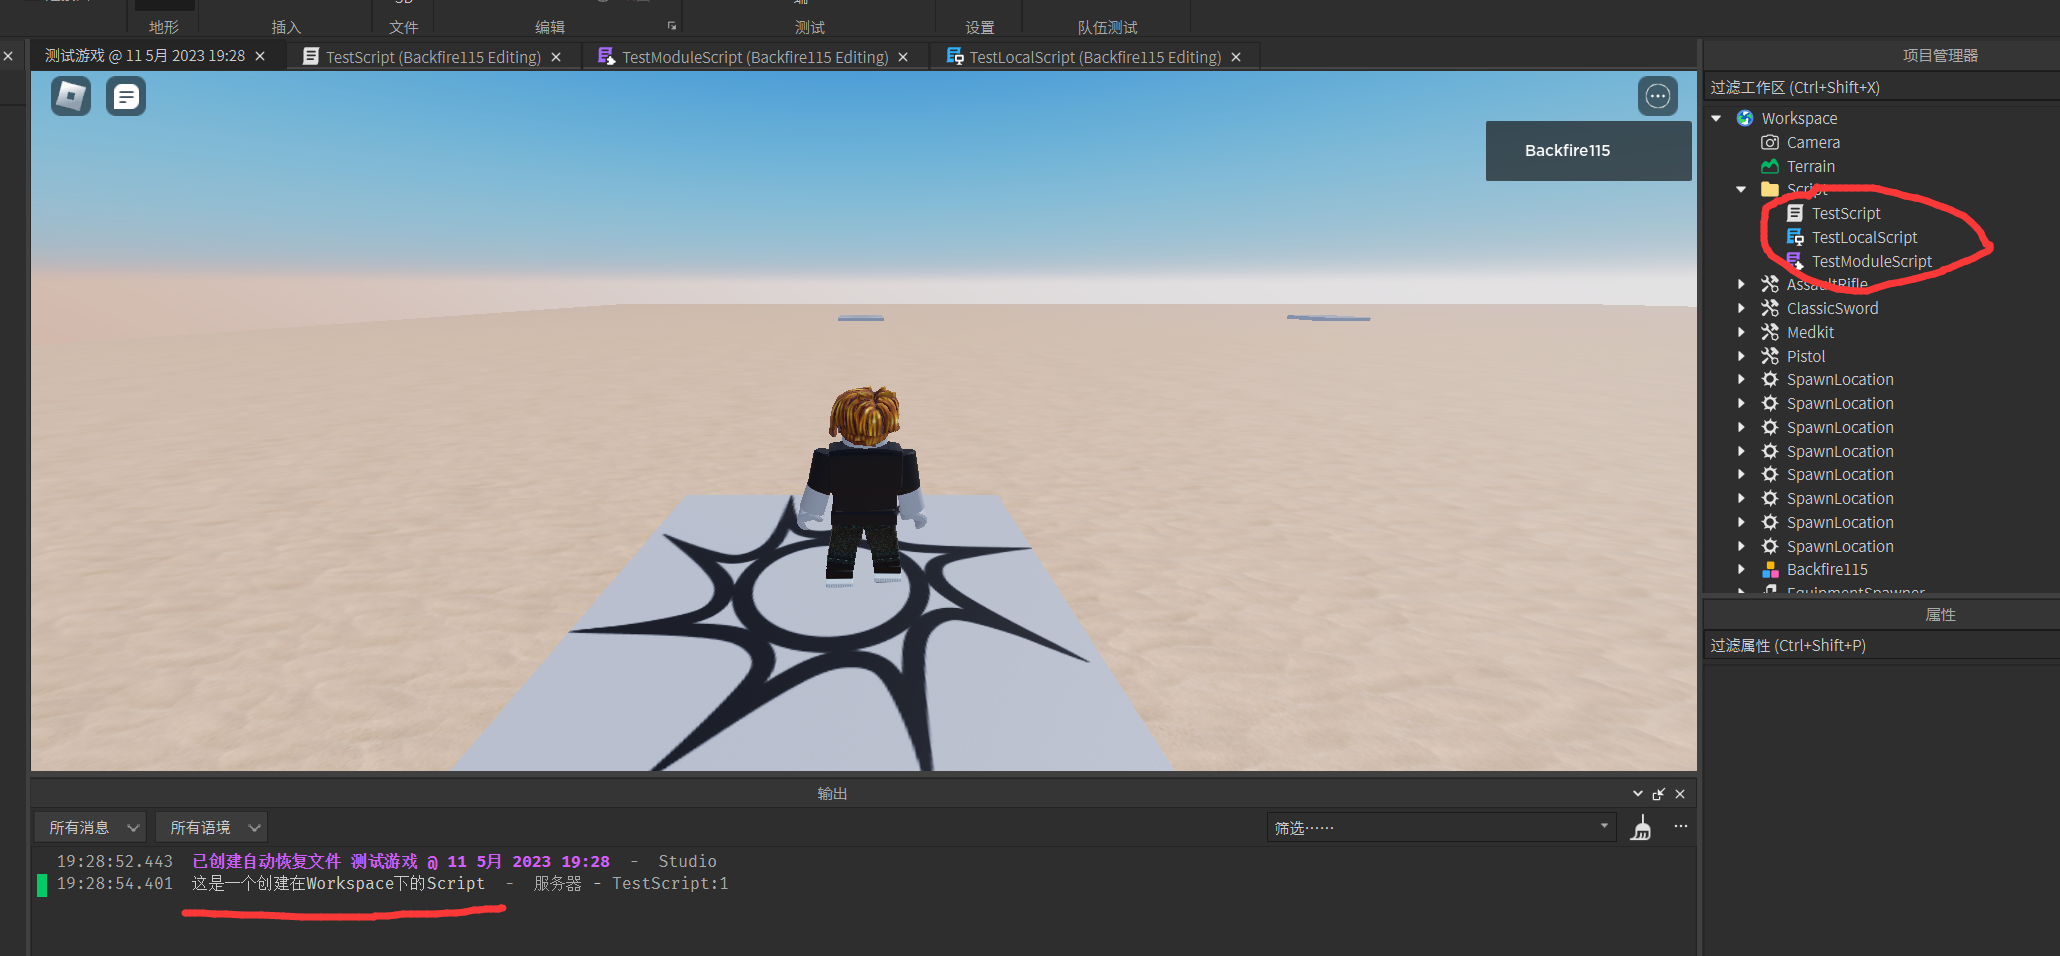 地形 插入 文件 编辑 测试 设置 队伍测试
测试游戏 @ 11 5月 2023 19:28
TestScript (Backfire115 Editing)
TestModuleScript (Backfire115 Editing)
TestLocalScript (Backfire115 Editing)
Backfire115
项目管理器
过滤工作区 (Ctrl+Shift+X)
Workspace
Camera
Terrain
Script
TestScript
TestLocalScript
TestModuleScript
AssaultRifle
ClassicSword
Medkit
Pistol
SpawnLocation
SpawnLocation
SpawnLocation
SpawnLocation
SpawnLocation
SpawnLocation
SpawnLocation
SpawnLocation
Backfire115
EquipmentSpawner
属性
过滤属性 (Ctrl+Shift+P)
输出
所有消息 所有语境 筛选……
19:28:52.443 已创建自动恢复文件 测试游戏 @ 11 5月 2023 19:28 - Studio
19:28:54.401 这是一个创建在Workspace下的Script - 服务器 - TestScript:1